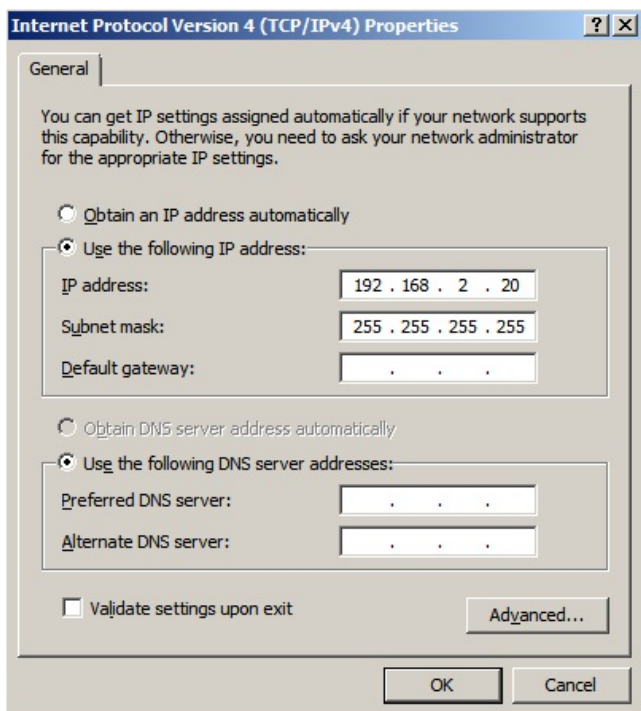 Internet Protocol Version 4 (TCP/IPv4) Properties
General
You can get IP settings assigned automatically if your network supports
this capability. Otherwise, you need to ask your network administrator
for the appropriate IP settings.
Obtain an IP address automatically
Use the following IP address:
IP address: 192 . 168 . 2 . 20
Subnet mask: 255 . 255 . 255 . 255
Default gateway: . . .
Obtain DNS server address automatically
Use the following DNS server addresses:
Preferred DNS server: . . .
Alternate DNS server: . . .
Validate settings upon exit
Advanced...
OK Cancel